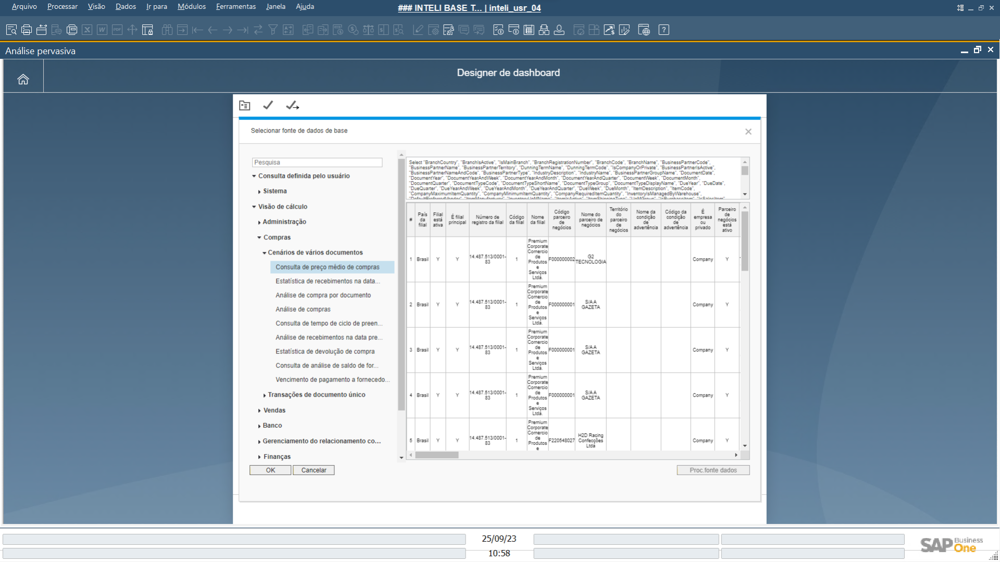 Arquivo Processar Visão Dados Ir para Módulos Ferramentas Janela Ajuda
### INTELI BASE T... | inteli_usr_04
Análise pervasiva
Designer de dashboard
Selecionar fonte de dados de base
Pesquisa
Consulta definida pelo usuário
Sistema
Visão de cálculo
Administração
Compras
Cenários de vários documentos
Consulta de preço médio de compras
Estatística de recebimentos na data...
Análise de compra por documento
Análise de compras
Consulta de tempo de ciclo de preen...
Análise de recebimentos na data pre...
Estatística de devolução de compra
Consulta de análise de saldo de for...
Vencimento de pagamento a fornecedo...
Transações de documento único
Vendas
Banco
Gerenciamento do relacionamento co...
Finanças
Select "BranchCountry", "BranchIsActive", "IsMainBranch", "BranchRegistrationNumber", "BranchCode", "BranchName", "BusinessPartnerCode",
"BusinessPartnerName", "BusinessPartnerTerritory", "DunningTermName", "DunningTermCode", "IsCompanyOrPrivate", "BusinessPartnerIsActive",
"BusinessPartnerNameAndCode", "BusinessPartnerType", "IndustryDescription", "IndustryName", "BusinessPartnerGroupName", "DocumentDate",
"DocumentYear", "DocumentYearAndWeek", "DocumentYearAndMonth", "DocumentYearAndQuarter", "DocumentWeek", "DocumentMonth",
"DocumentQuarter", "DocumentTypeCode", "DocumentTypeShortName", "DocumentTypeGroup", "DocumentTypeDisplayName", "DueYear", "DueDate",
"DueQuarter", "DueYearAndWeek", "DueYearAndMonth", "DueYearAndQuarter", "DueWeek", "DueMonth", "ItemDescription", "ItemCode",
"CompanyMaximumItemQuantity", "CompanyMinimumItemQuantity", "CompanyRequiredItemQuantity", "InventoryIsManagedByWarehouse",
"DefaultPreferredVendor", "ItemManufacturer", "InventoryUoMName", "ItemIsActive", "ItemShippingType", "UoMGroup", "IsPurchaseItem", "IsSalesItem",
# País da filial Filial está ativa É filial principal Número de registro da filial Código da filial Nome da filial Código parceiro de negócios Nome do parceiro de negócios Território do parceiro de negócios Nome da condição de advertência Código da condição de advertência É empresa ou privado Parceiro de negócios está ativo
1 Brasil Y Y 14.487.513/0001-83 1 Premium Corporate Comercio de Produtos e Serviços Ltda. F000000002 G2 TECNOLOGIA Company Y
2 Brasil Y Y 14.487.513/0001-83 1 Premium Corporate Comercio de Produtos e Serviços Ltda. F000000001 S/A A GAZETA Company Y
3 Brasil Y Y 14.487.513/0001-83 1 Premium Corporate Comercio de Produtos e Serviços Ltda. F000000001 S/A A GAZETA Company Y
4 Brasil Y Y 14.487.513/0001-83 1 Premium Corporate Comercio de Produtos e Serviços Ltda. F000000001 S/A A GAZETA Company Y
5 Brasil Y Y 14.487.513/0001-83 1 Premium Corporate Comercio de Produtos e F220548027 H2D Racing Confecções Ltda Company Y
OK Cancelar Proc.fonte dados
25/09/23
10:58
SAP Business One